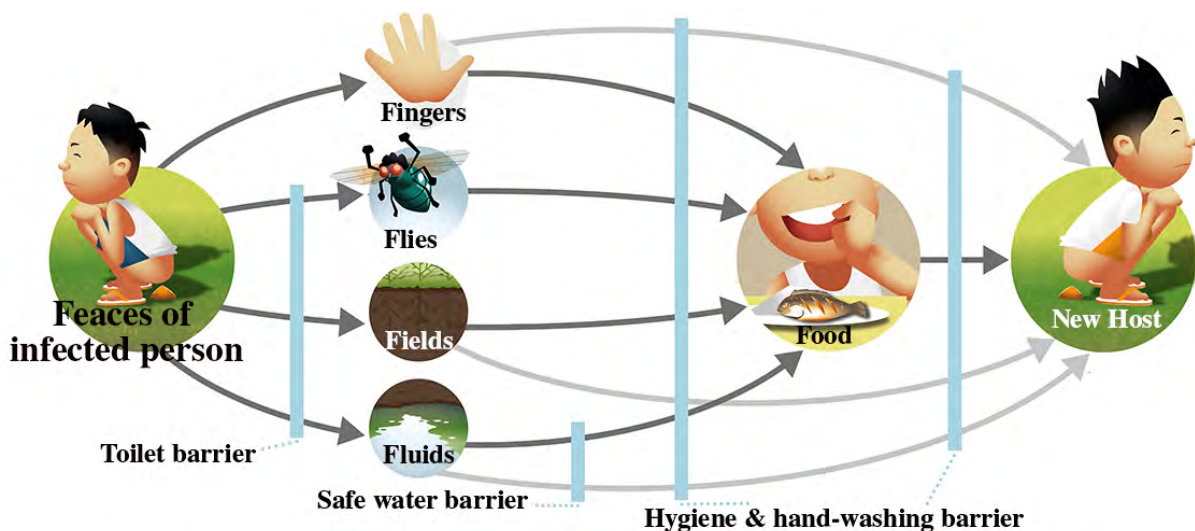 Fingers
Flies
Feaces of
infected person
Fields
Food
New Host
Toilet barrier
Fluids
Safe water barrier
Hygiene & hand-washing barrier